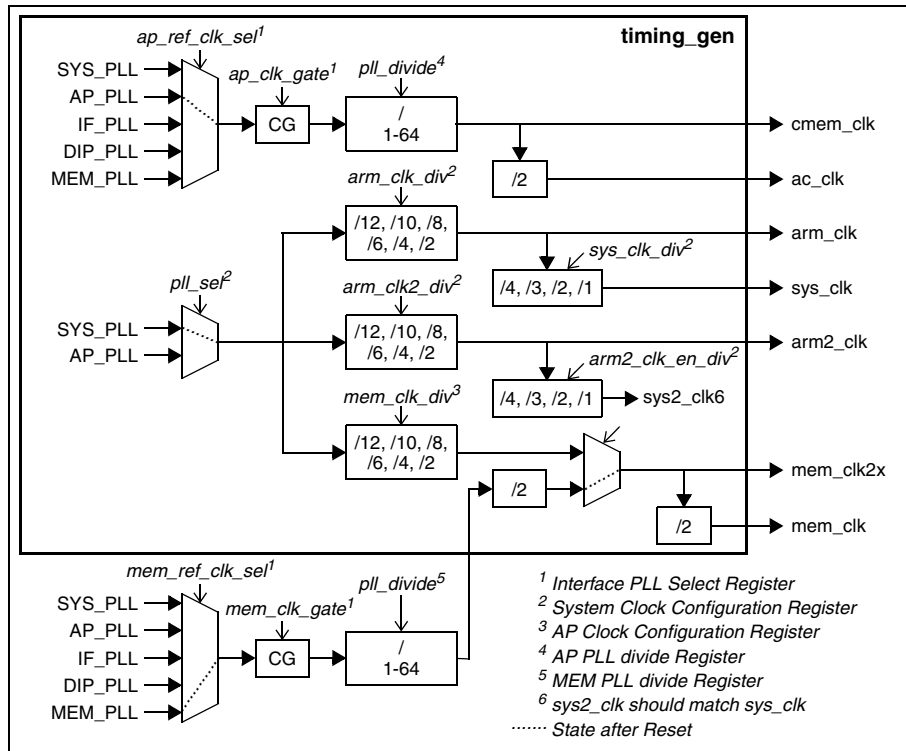 timing_gen
ap_ref_clk_sel1
SYS_PLL
AP_PLL
IF_PLL
DIP_PLL
MEM_PLL
ap_clk_gate1
CG
pll_divide4
/
1-64
cmem_clk
/2
ac_clk
arm_clk_div2
/12, /10, /8,
/6, /4, /2
arm_clk
sys_clk_div2
/4, /3, /2, /1
sys_clk
pll_sel2
SYS_PLL
AP_PLL
arm_clk2_div2
/12, /10, /8,
/6, /4, /2
arm2_clk
arm2_clk_en_div2
/4, /3, /2, /1
sys2_clk6
mem_clk_div3
/12, /10, /8,
/6, /4, /2
/2
mem_clk2x
/2
mem_clk
mem_ref_clk_sel1
SYS_PLL
AP_PLL
IF_PLL
DIP_PLL
MEM_PLL
mem_clk_gate1
CG
pll_divide5
/
1-64
1 Interface PLL Select Register
2 System Clock Configuration Register
3 AP Clock Configuration Register
4 AP PLL divide Register
5 MEM PLL divide Register
6 sys2_clk should match sys_clk
....... State after Reset